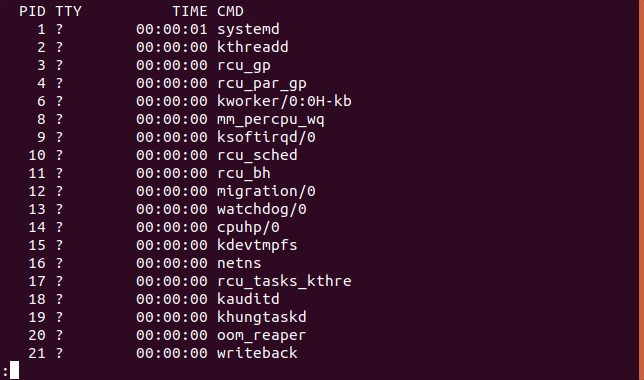 PID TTY TIME CMD
1 ? 00:00:01 systemd
2 ? 00:00:00 kthreadd
3 ? 00:00:00 rcu_gp
4 ? 00:00:00 rcu_par_gp
6 ? 00:00:00 kworker/0:0H-kb
8 ? 00:00:00 mm_percpu_wq
9 ? 00:00:00 ksoftirqd/0
10 ? 00:00:00 rcu_sched
11 ? 00:00:00 rcu_bh
12 ? 00:00:00 migration/0
13 ? 00:00:00 watchdog/0
14 ? 00:00:00 cpuhp/0
15 ? 00:00:00 kdevtmpfs
16 ? 00:00:00 netns
17 ? 00:00:00 rcu_tasks_kthre
18 ? 00:00:00 kauditd
19 ? 00:00:00 khungtaskd
20 ? 00:00:00 oom_reaper
21 ? 00:00:00 writeback
: